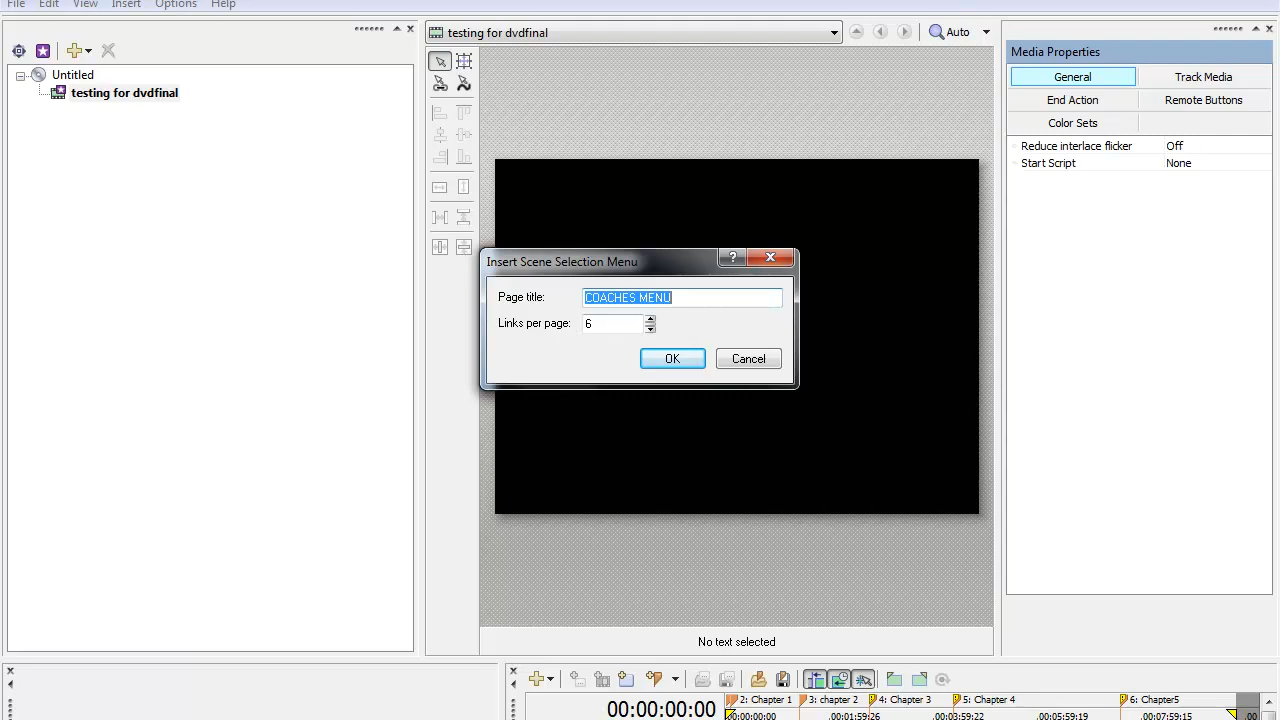 File Edit View Insert Options Help
testing for dvdfinal
Auto
Untitled
testing for dvdfinal
Media Properties
General Track Media
End Action Remote Buttons
Color Sets
Reduce interlace flicker Off
Start Script None
Insert Scene Selection Menu ?
Page title: COACHES MENU
Links per page: 6
OK Cancel
No text selected
2: Chapter 1 3: chapter 2 4: Chapter 3 5: Chapter 4 6: Chapter5
00:00:00:00 00:00:00 .00:01:59:26 .00:03:59:22 .00:05:59:19 .00:07:59:15 .00